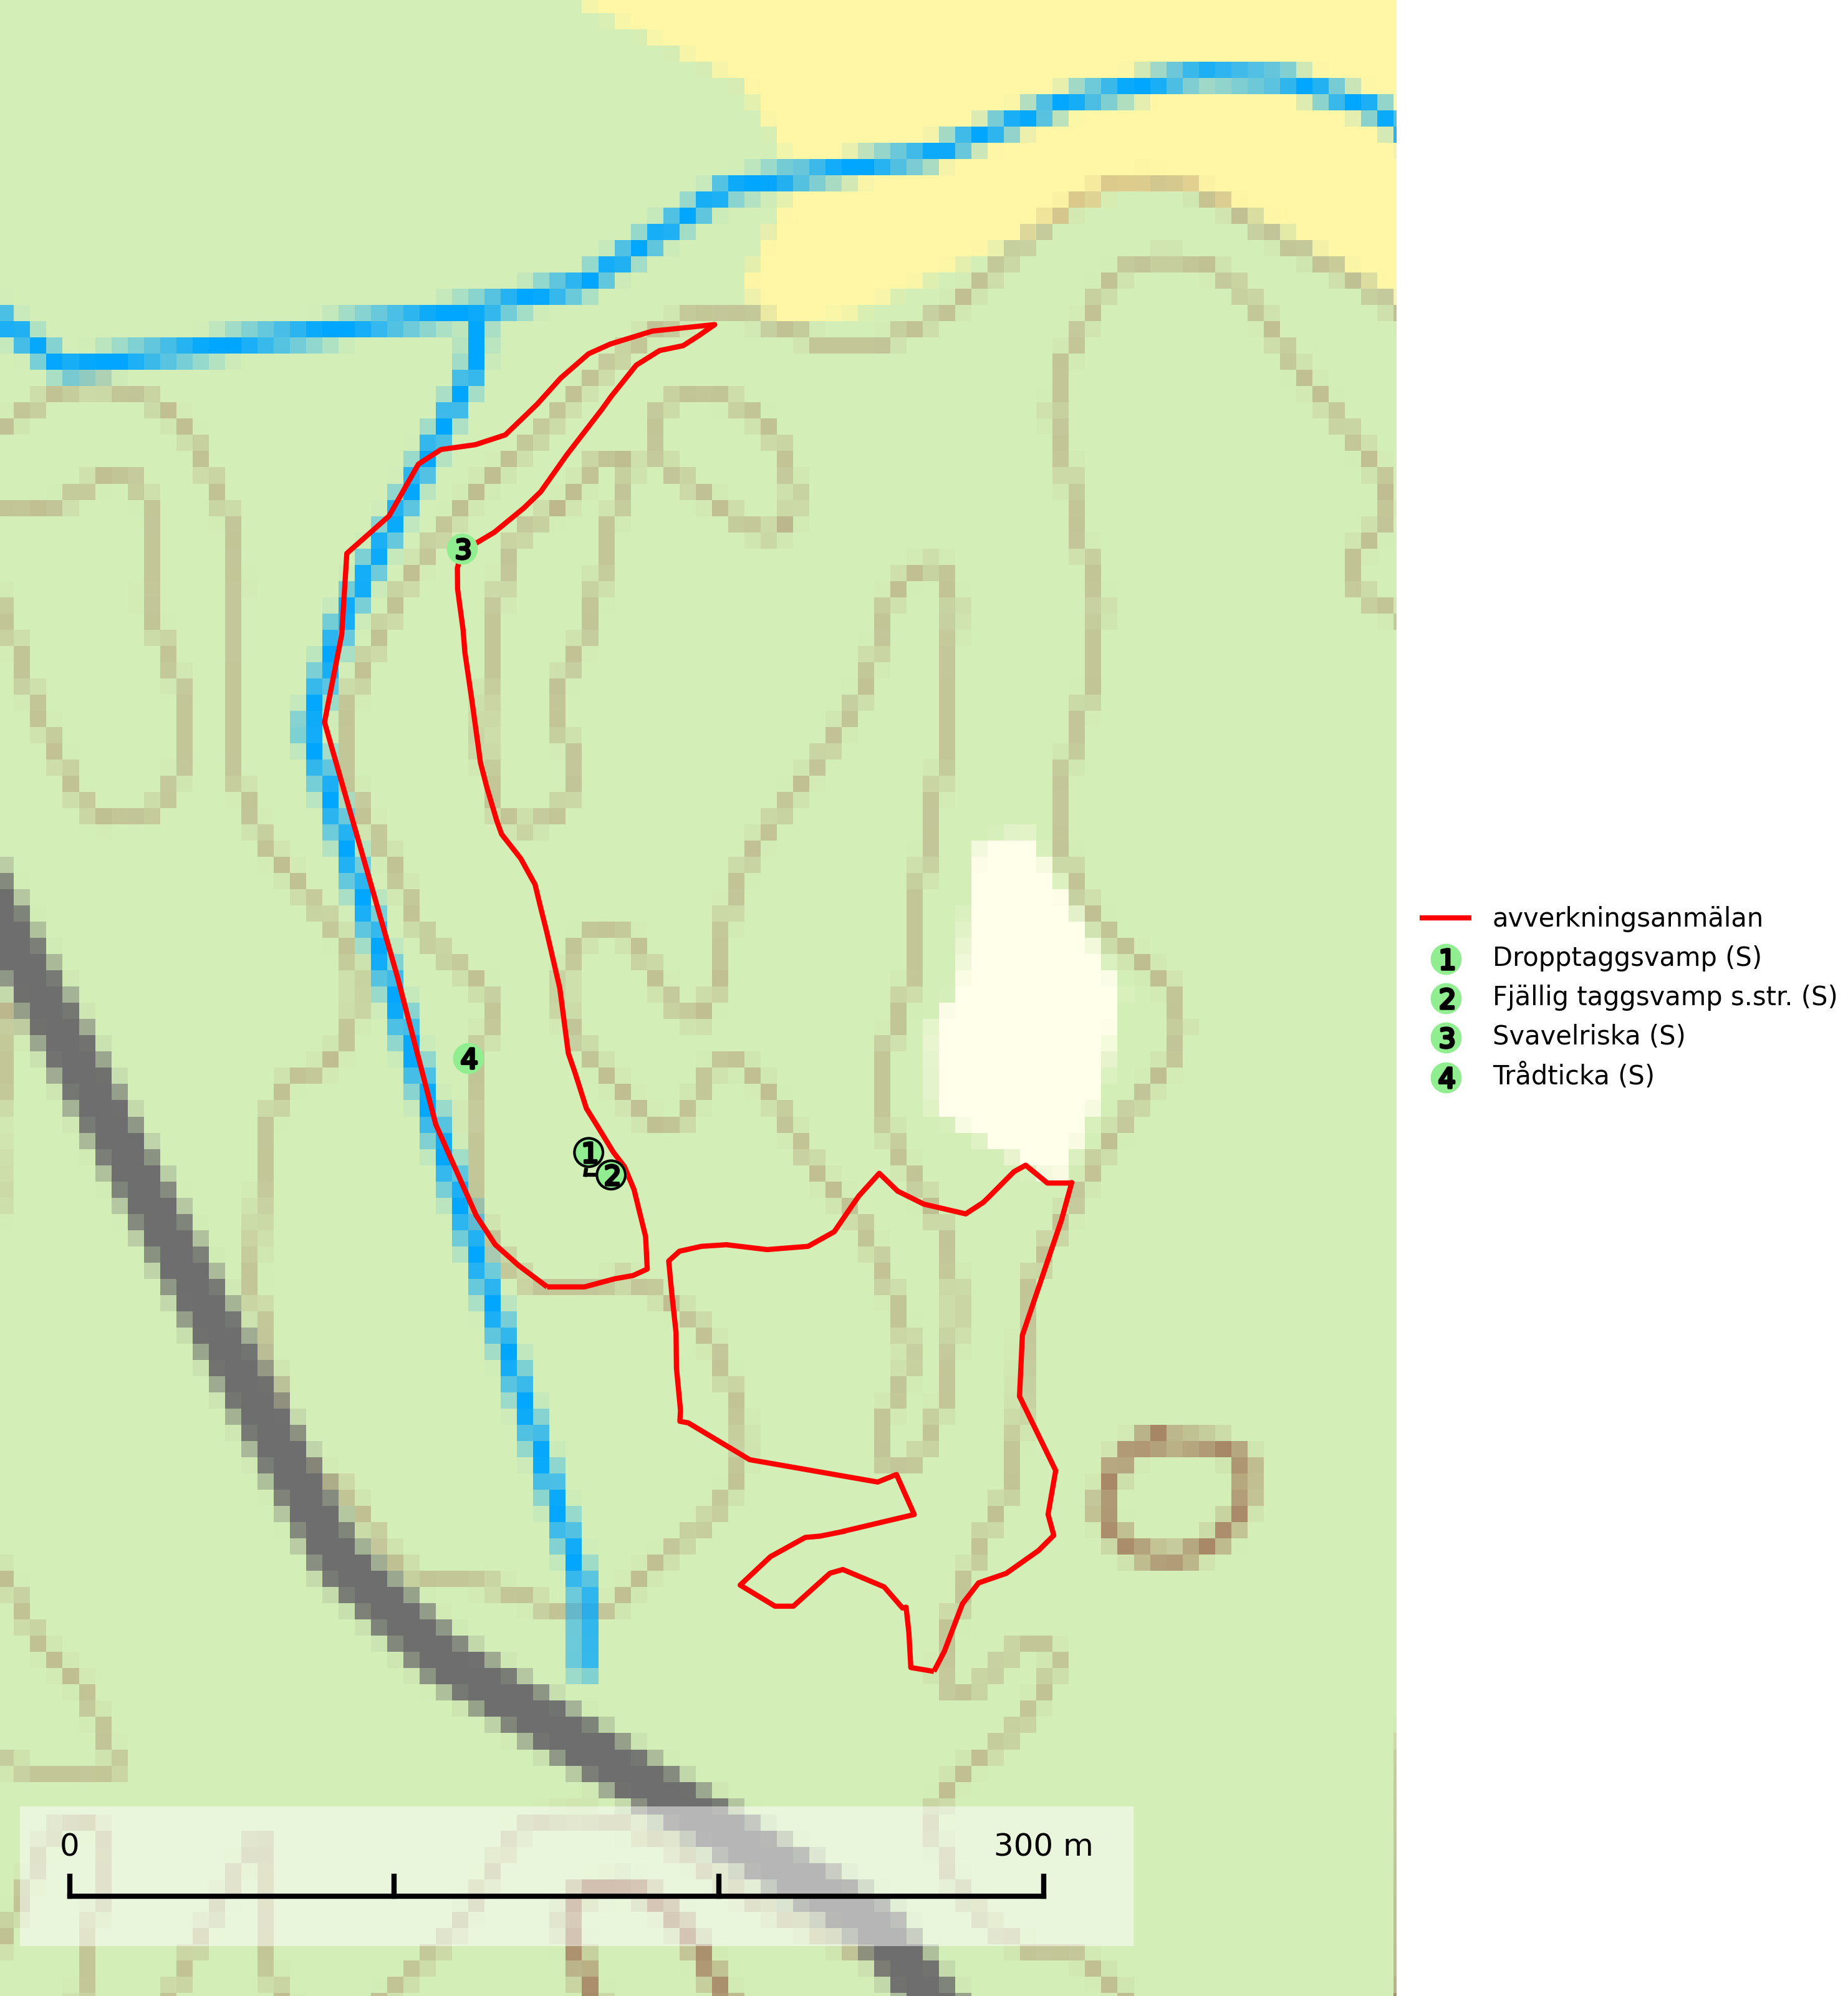 3
4
1
2
avverkningsanmälan
1 Dropptaggsvamp (S)
2 Fjällig taggsvamp s.str. (S)
3 Svavelriska (S)
4 Trådticka (S)
0 300 m